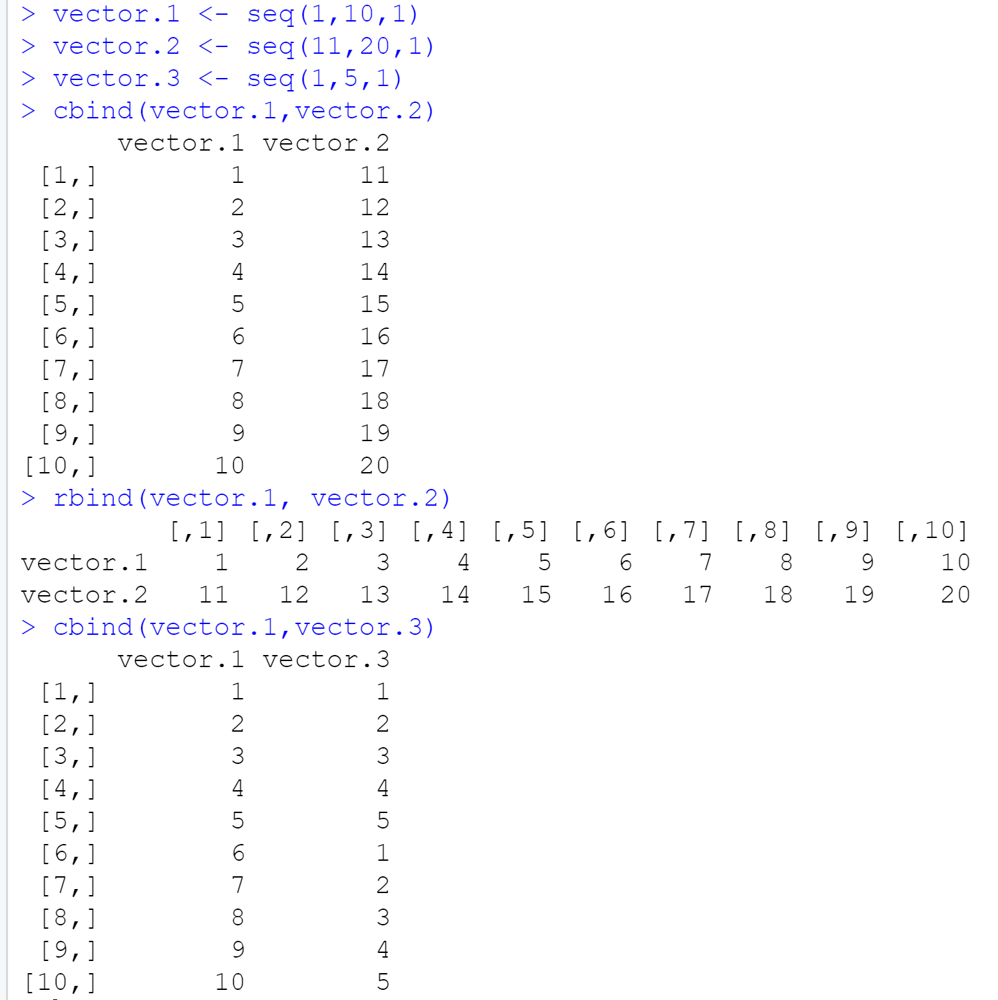 > vector.1 <- seq(1,10,1)
> vector.2 <- seq(11,20,1)
> vector.3 <- seq(1,5,1)
> cbind(vector.1,vector.2)
      vector.1 vector.2
 [1,]        1       11
 [2,]        2       12
 [3,]        3       13
 [4,]        4       14
 [5,]        5       15
 [6,]        6       16
 [7,]        7       17
 [8,]        8       18
 [9,]        9       19
[10,]       10       20
> rbind(vector.1, vector.2)
         [,1] [,2] [,3] [,4] [,5] [,6] [,7] [,8] [,9] [,10]
vector.1    1    2    3    4    5    6    7    8    9    10
vector.2   11   12   13   14   15   16   17   18   19    20
> cbind(vector.1,vector.3)
      vector.1 vector.3
 [1,]        1        1
 [2,]        2        2
 [3,]        3        3
 [4,]        4        4
 [5,]        5        5
 [6,]        6        1
 [7,]        7        2
 [8,]        8        3
 [9,]        9        4
[10,]       10        5